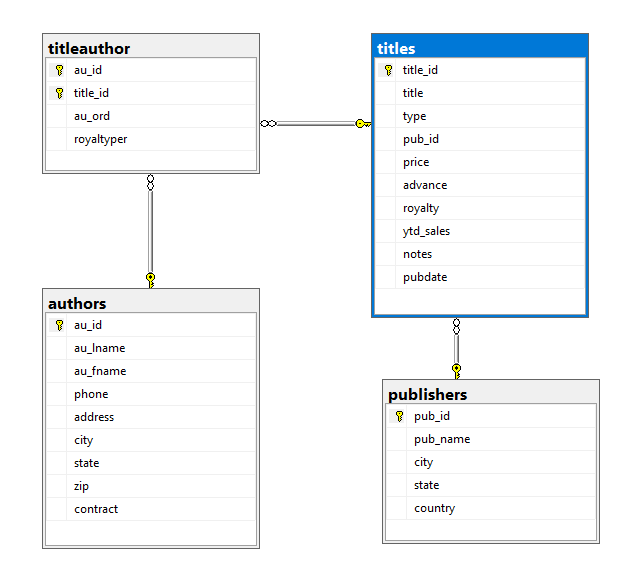 titleauthor
au_id
title_id
au_ord
royaltyper
titles
title_id
title
type
pub_id
price
advance
royalty
ytd_sales
notes
pubdate
authors
au_id
au_lname
au_fname
phone
address
city
state
zip
contract
publishers
pub_id
pub_name
city
state
country